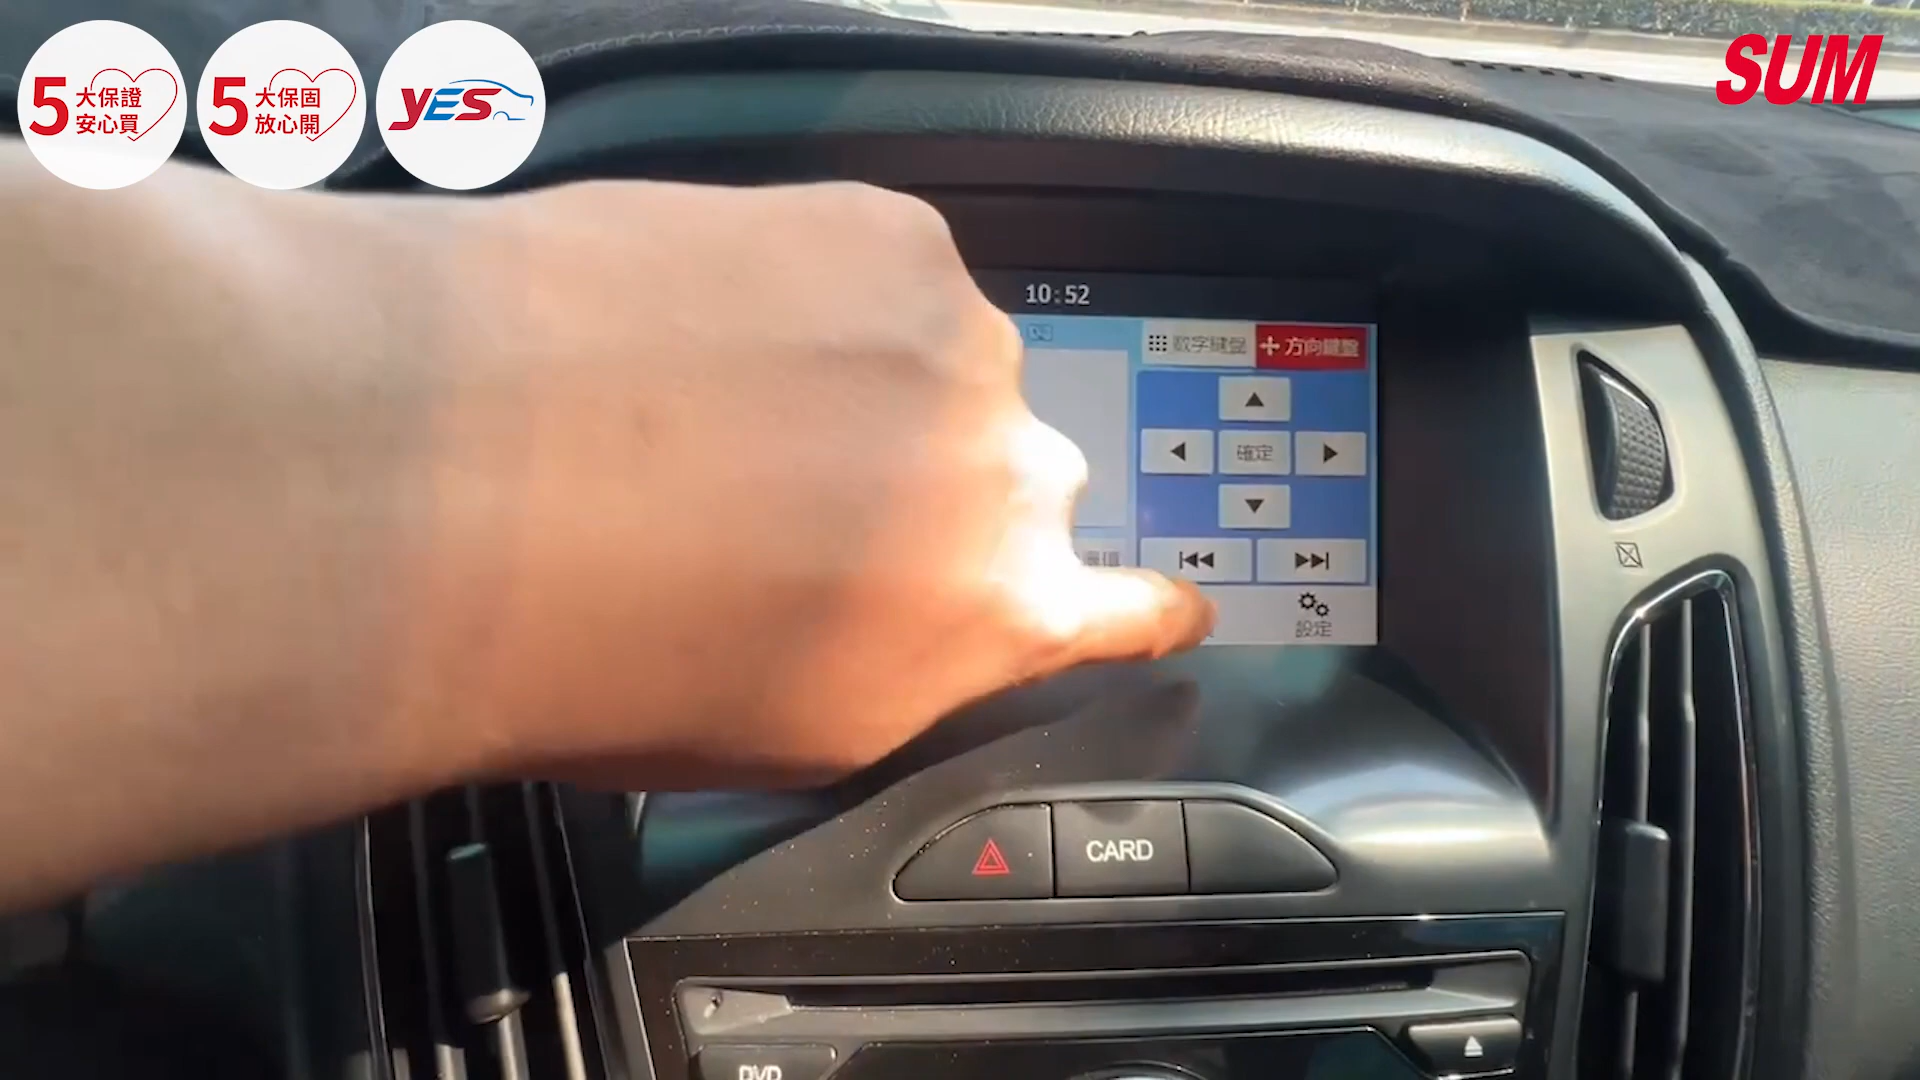 5 大保證
安心買
5 大保固
放心開
YES
SUM
10:52
數字鍵盤
方向鍵盤
確定
設定
CARD
DVD